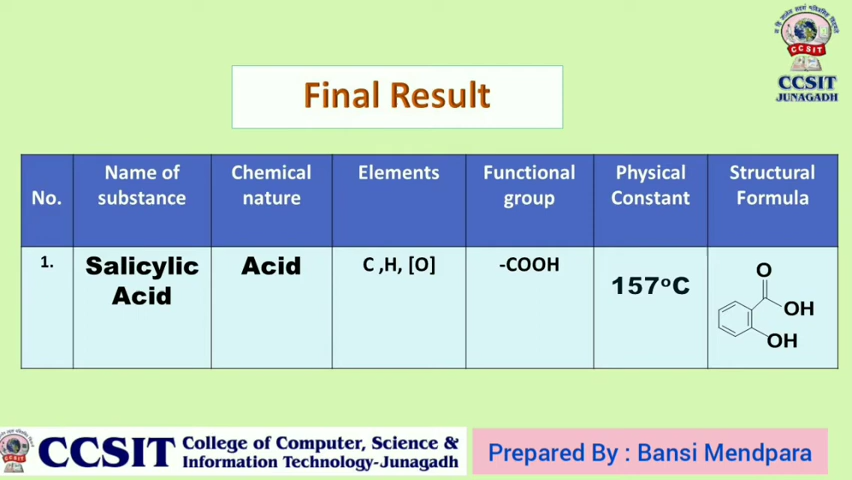 CCSIT
CCSIT
JUNAGADH
Final Result
No.
Name of
substance
Chemical
nature
Elements
Functional
group
Physical
Constant
Structural
Formula
1.
Salicylic
Acid
Acid
C ,H, [O]
-COOH
157°C
O
OH
OH
CCSIT
College of Computer, Science &
Information Technology-Junagadh
Prepared By : Bansi Mendpara